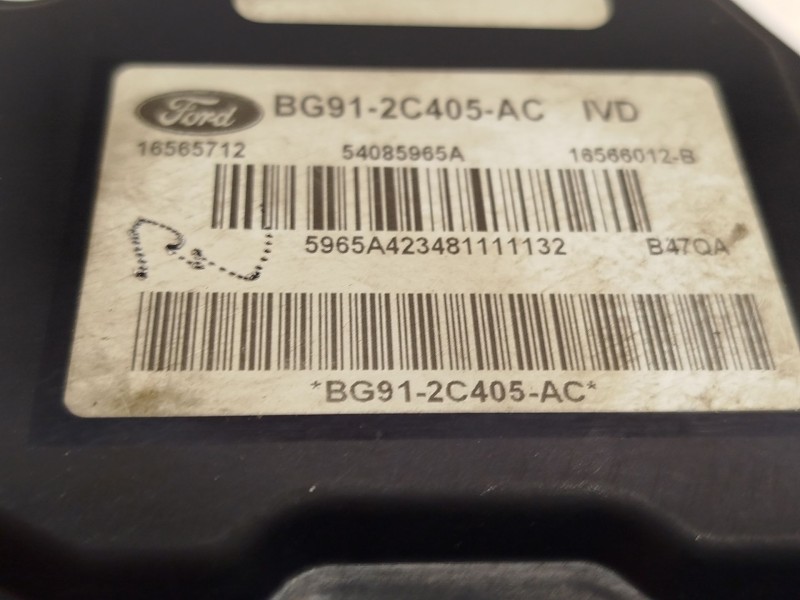 Ford BG91-2C405-AC IVD
16565712 54085965A 16566012-B
5965A423481111132 B47QA
*BG91-2C405-AC*